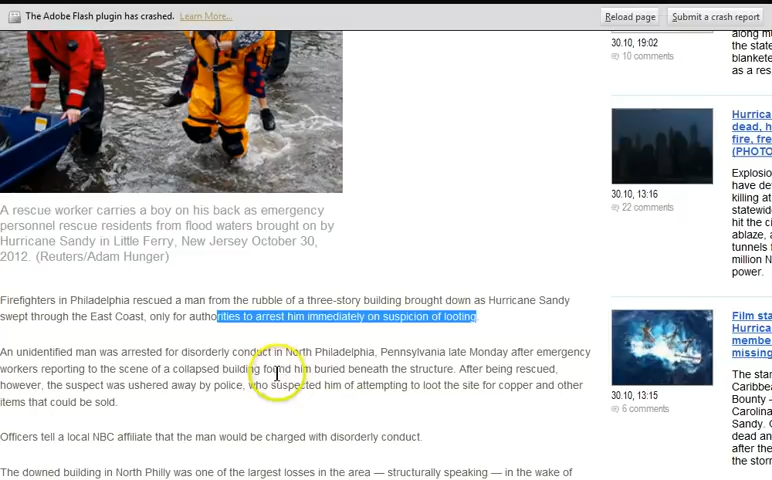 The Adobe Flash plugin has crashed. Learn More... Reload page Submit a crash report
A rescue worker carries a boy on his back as emergency
personnel rescue residents from flood waters brought on by
Hurricane Sandy in Little Ferry, New Jersey October 30,
2012. (Reuters/Adam Hunger)
Firefighters in Philadelphia rescued a man from the rubble of a three-story building brought down as Hurricane Sandy
swept through the East Coast, only for authorities to arrest him immediately on suspicion of looting.
An unidentified man was arrested for disorderly conduct in North Philadelphia, Pennsylvania late Monday after emergency
workers reporting to the scene of a collapsed building found him buried beneath the structure. After being rescued,
however, the suspect was ushered away by police, who suspected him of attempting to loot the site for copper and other
items that could be sold.
Officers tell a local NBC affiliate that the man would be charged with disorderly conduct.
The downed building in North Philly was one of the largest losses in the area — structurally speaking — in the wake of
along mu
the state
blankete
as a res
30.10, 19:02
10 comments
Hurrica
dead, h
fire, fre
(PHOTO
Explosio
have de
killing at
statewid
hit the ci
ablaze, a
tunnels f
million N
power.
30.10, 13:16
22 comments
Film sta
Hurrica
membe
missing
The star
Caribbea
Bounty -
Carolina
Sandy. C
dead an
after the
the storm
30.10, 13:15
6 comments